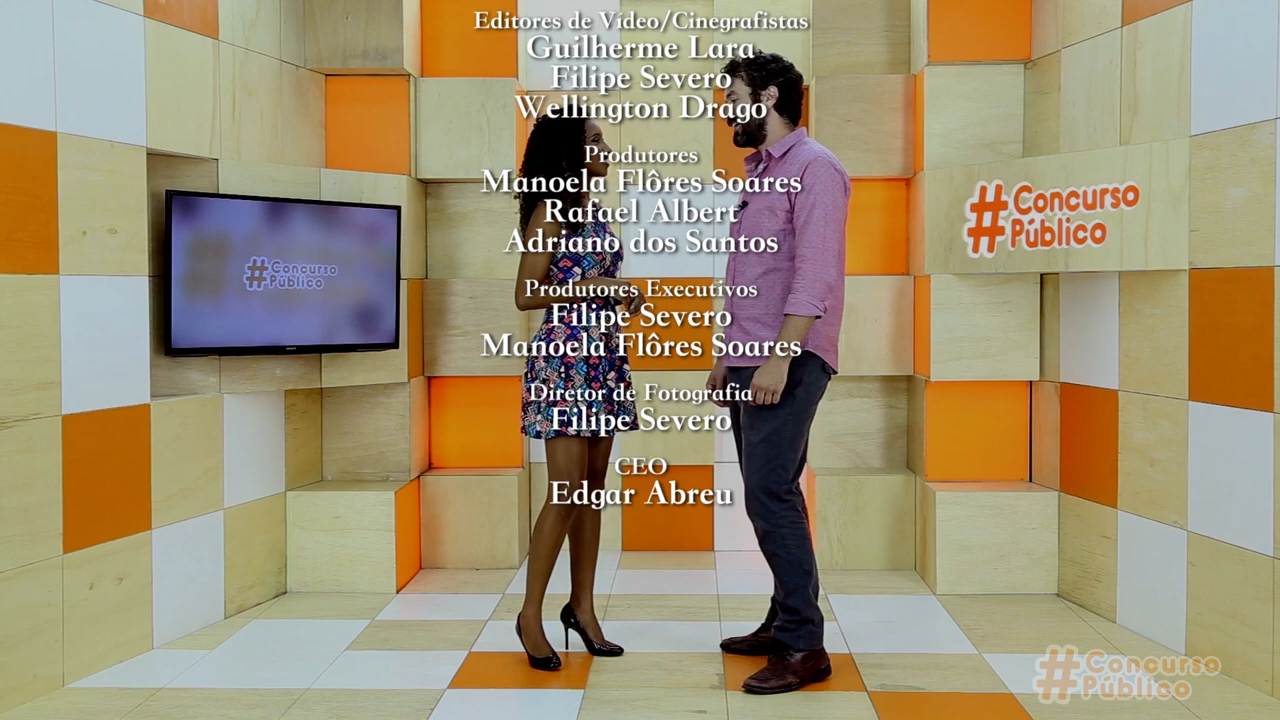 Editores de Vídeo/Cinegrafistas
Guilherme Lara
Filipe Severo
Wellington Drago
Produtores
Manoela Flôres Soares
Rafael Albert
Adriano dos Santos
Produtores Executivos
Filipe Severo
Manoela Flôres Soares
Diretor de Fotografia
Filipe Severo
CEO
Edgar Abreu
#Concurso
Público
#Concurso
Público
#Concurso
Público